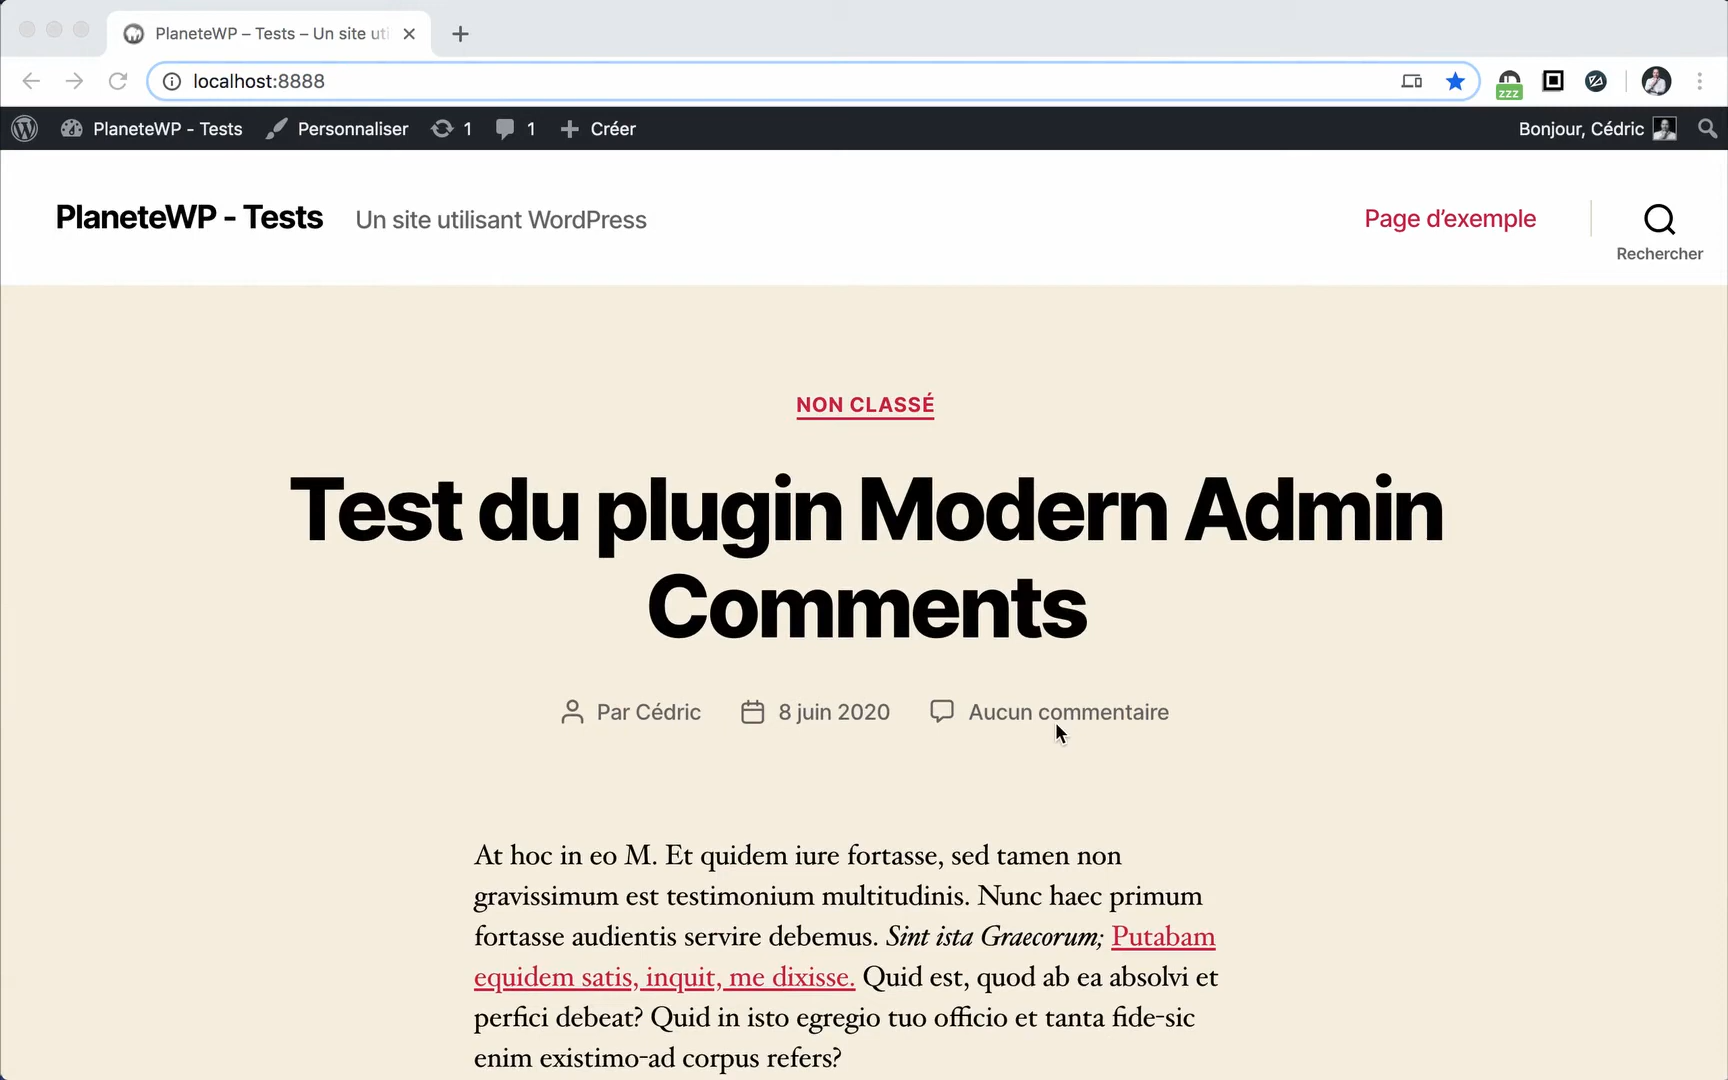 PlaneteWP – Tests – Un site uti
localhost:8888
zzz
PlaneteWP - Tests Personnaliser 1 1 Créer Bonjour, Cédric
PlaneteWP - Tests Un site utilisant WordPress Page d’exemple
Rechercher
NON CLASSÉ
Test du plugin Modern Admin
Comments
Par Cédric 8 juin 2020 Aucun commentaire
At hoc in eo M. Et quidem iure fortasse, sed tamen non
gravissimum est testimonium multitudinis. Nunc haec primum
fortasse audientis servire debemus. Sint ista Graecorum; Putabam
equidem satis, inquit, me dixisse. Quid est, quod ab ea absolvi et
perfici debeat? Quid in isto egregio tuo officio et tanta fide-sic
enim existimo-ad corpus refers?